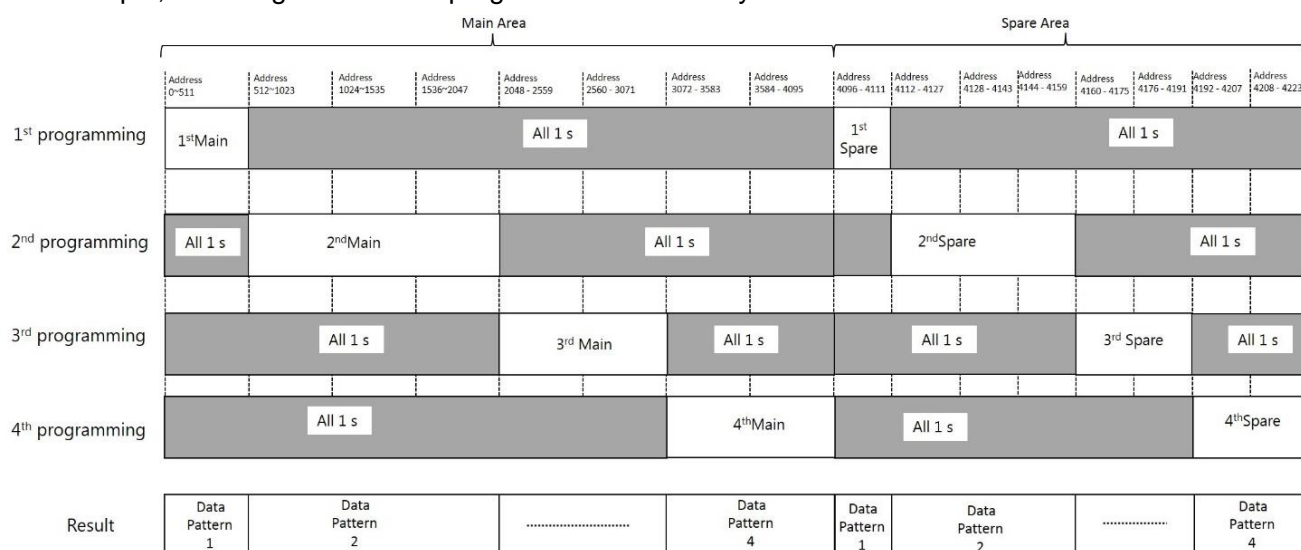 Main Area
Spare Area
Address Address Address Address Address Address Address Address Address Address Address Address Address Address Address Address
0~511 512~1023 1024~1535 1536~2047 2048 - 2559 2560 - 3071 3072 - 3583 3584 - 4095 4096 - 4111 4112 - 4127 4128 - 4143 4144 - 4159 4160 - 4175 4176 - 4191 4192 - 4207 4208 - 4223
1st programming 1stMain All 1 s 1st Spare All 1 s
2nd programming All 1 s 2ndMain All 1 s 2ndSpare All 1 s
3rd programming All 1 s 3rd Main All 1 s All 1 s 3rd Spare All 1 s
4th programming All 1 s 4thMain All 1 s 4thSpare
Result
Data Pattern 1
Data Pattern 2
....................
Data Pattern 4
Data Pattern 1
Data Pattern 2
...............
Data Pattern 4